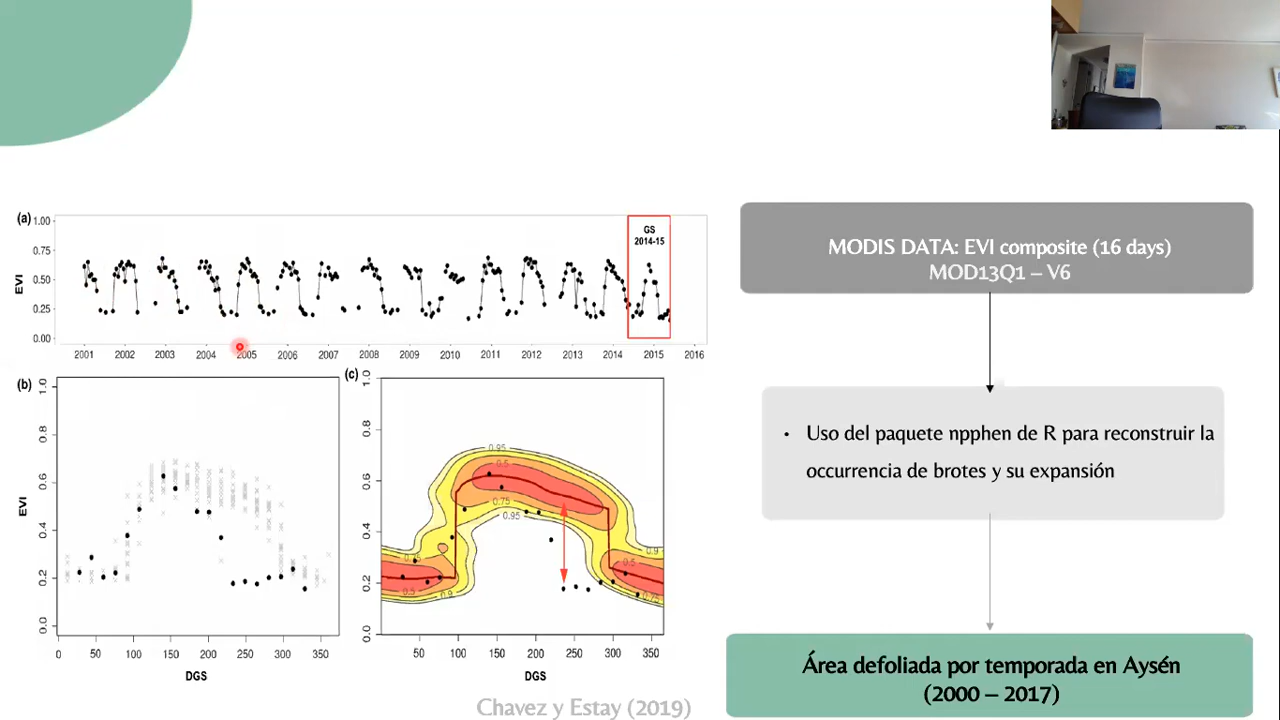 (a)
1.00
0.75
0.50
0.25
0.00
EVI
GS
2014-15
2001 2002 2003 2004 2005 2006 2007 2008 2009 2010 2011 2012 2013 2014 2015 2016
(b)
1.0
0.8
0.6
0.4
0.2
0.0
EVI
0 50 100 150 200 250 300 350
DGS
(c)
1.0
0.8
0.6
0.4
0.2
0.0
0.95
0.5
0.75
0.95
0.9
0.5
0.5
0.9
50 100 150 200 250 300 350
DGS
Chavez y Estay (2019)
MODIS DATA: EVI composite (16 days)
MOD13Q1 – V6
• Uso del paquete npphen de R para reconstruir la
occurrencia de brotes y su expansión
Área defoliada por temporada en Aysén
(2000 – 2017)